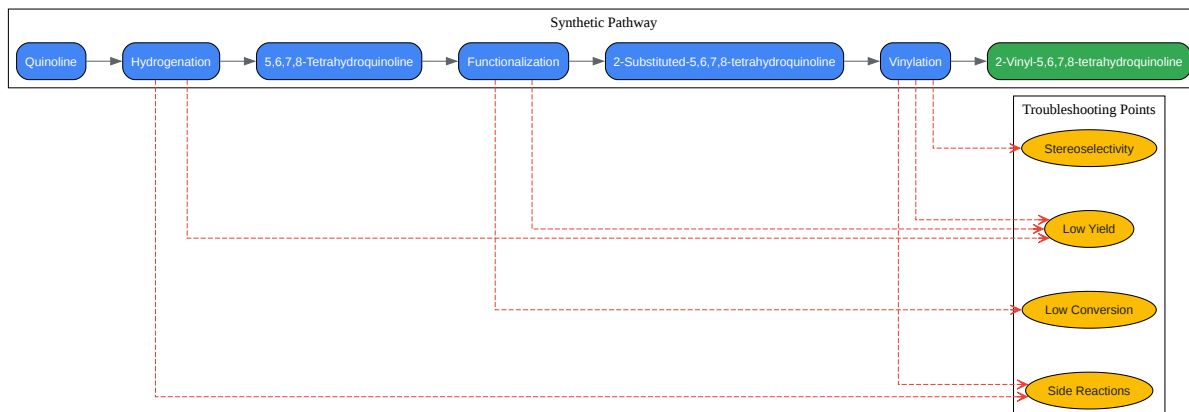 Synthetic Pathway
Quinoline
Hydrogenation
5,6,7,8-Tetrahydroquinoline
Functionalization
2-Substituted-5,6,7,8-tetrahydroquinoline
Vinylation
2-Vinyl-5,6,7,8-tetrahydroquinoline
Troubleshooting Points
Stereoselectivity
Low Yield
Low Conversion
Side Reactions